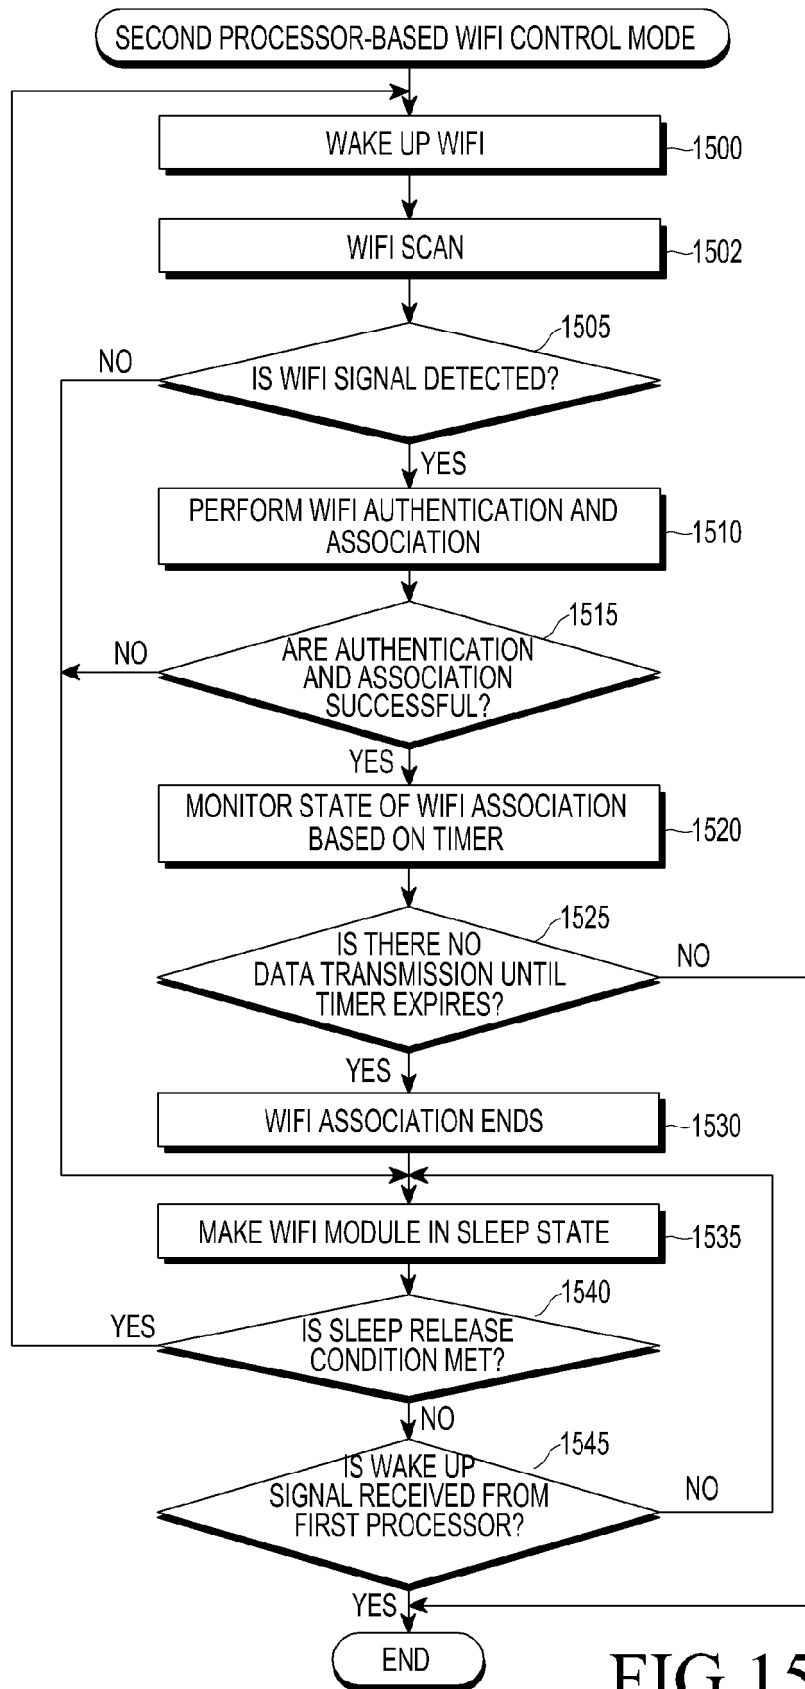 SECOND PROCESSOR-BASED WIFI CONTROL MODE
WAKE UP WIFI
1500
WIFI SCAN
1502
1505
NO
IS WIFI SIGNAL DETECTED?
YES
PERFORM WIFI AUTHENTICATION AND
ASSOCIATION
1510
1515
NO
ARE AUTHENTICATION
AND ASSOCIATION
SUCCESSFUL?
YES
MONITOR STATE OF WIFI ASSOCIATION
BASED ON TIMER
1520
1525
IS THERE NO
DATA TRANSMISSION UNTIL
TIMER EXPIRES?
NO
YES
WIFI ASSOCIATION ENDS
1530
MAKE WIFI MODULE IN SLEEP STATE
1535
1540
YES
IS SLEEP RELEASE
CONDITION MET?
NO
1545
IS WAKE UP
SIGNAL RECEIVED FROM
FIRST PROCESSOR?
NO
YES
END
FIG.15